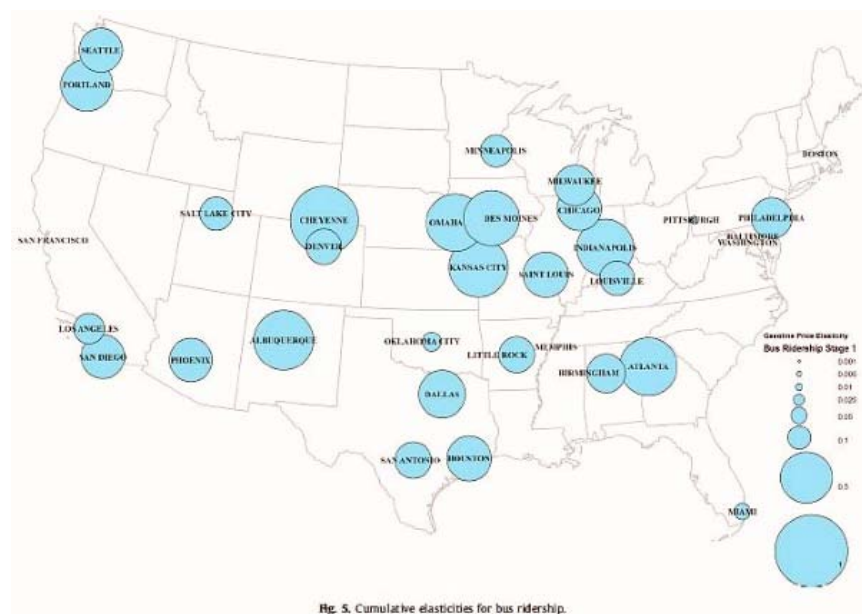 SEATTLE
PORTLAND
MINNEAPOLIS
BOSTON
MILWAUKEE
SALT LAKE CITY
CHEYENNE
OMAHA
DES MOINES
CHICAGO
PITTSBURGH
PHILADELPHIA
SAN FRANCISCO
DENVER
INDIANAPOLIS
BALTIMORE
WASHINGTON
KANSAS CITY
SAINT LOUIS
LOUISVILLE
LOS ANGELES
SAN DIEGO
PHOENIX
ALBUQUERQUE
OKLAHOMA CITY
LITTLE ROCK
MEMPHIS
BIRMINGHAM
ATLANTA
DALLAS
SAN ANTONIO
HOUSTON
MIAMI
Gasoline Price Elasticity
Bus Ridership Stage 1
0.001
0.005
0.01
0.025
0.05
0.1
0.5
1
Fig. 5. Cumulative elasticities for bus ridership.